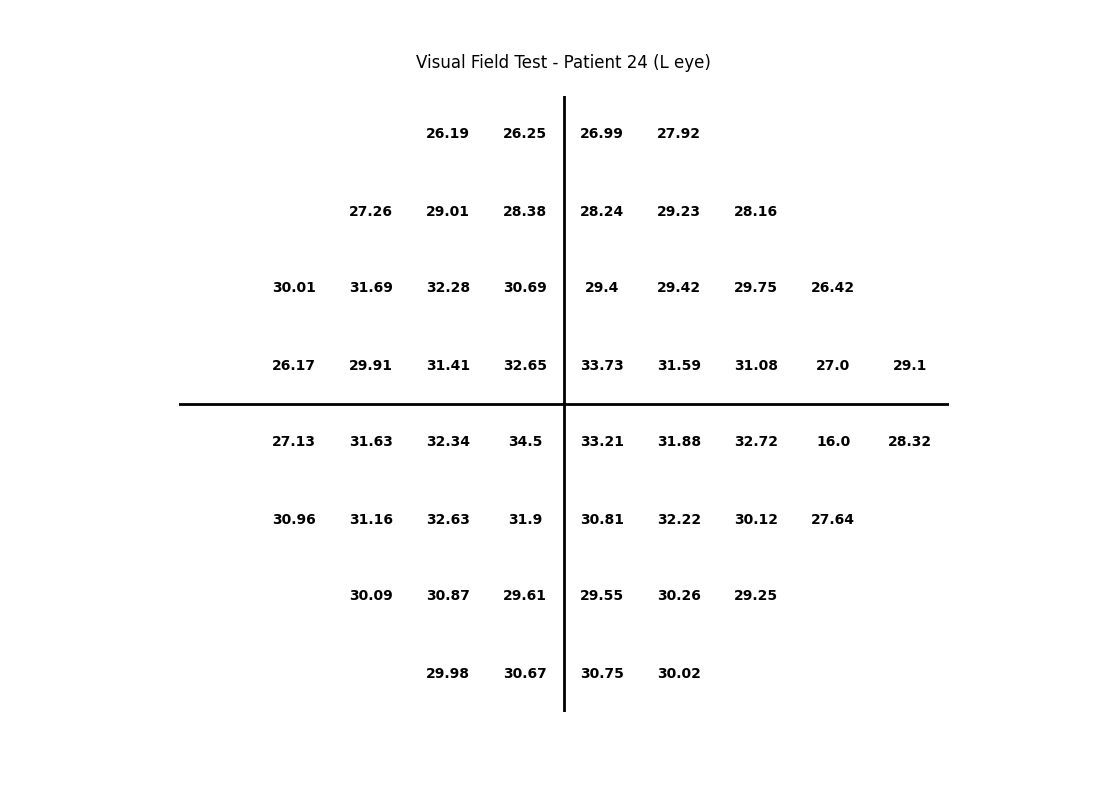 Visual Field Test - Patient 24 (L eye)
26.19 26.25 26.99 27.92
27.26 29.01 28.38 28.24 29.23 28.16
30.01 31.69 32.28 30.69 29.4 29.42 29.75 26.42
26.17 29.91 31.41 32.65 33.73 31.59 31.08 27.0 29.1
27.13 31.63 32.34 34.5 33.21 31.88 32.72 16.0 28.32
30.96 31.16 32.63 31.9 30.81 32.22 30.12 27.64
30.09 30.87 29.61 29.55 30.26 29.25
29.98 30.67 30.75 30.02